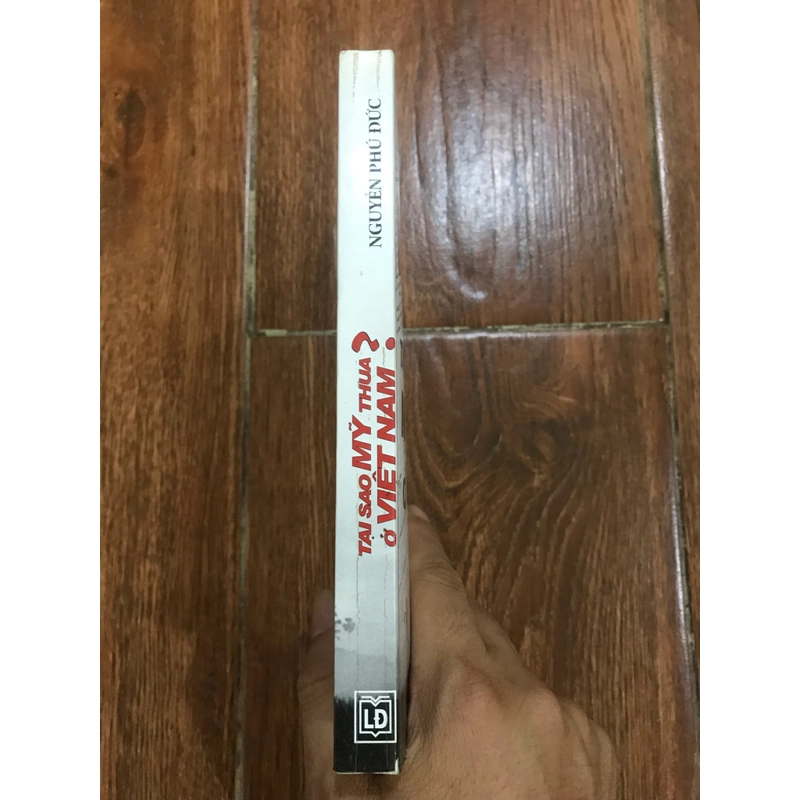 NGUYỄN PHÚ ĐỨC
TẠI SAO MỸ THUA
Ở VIỆT NAM ?
LĐ